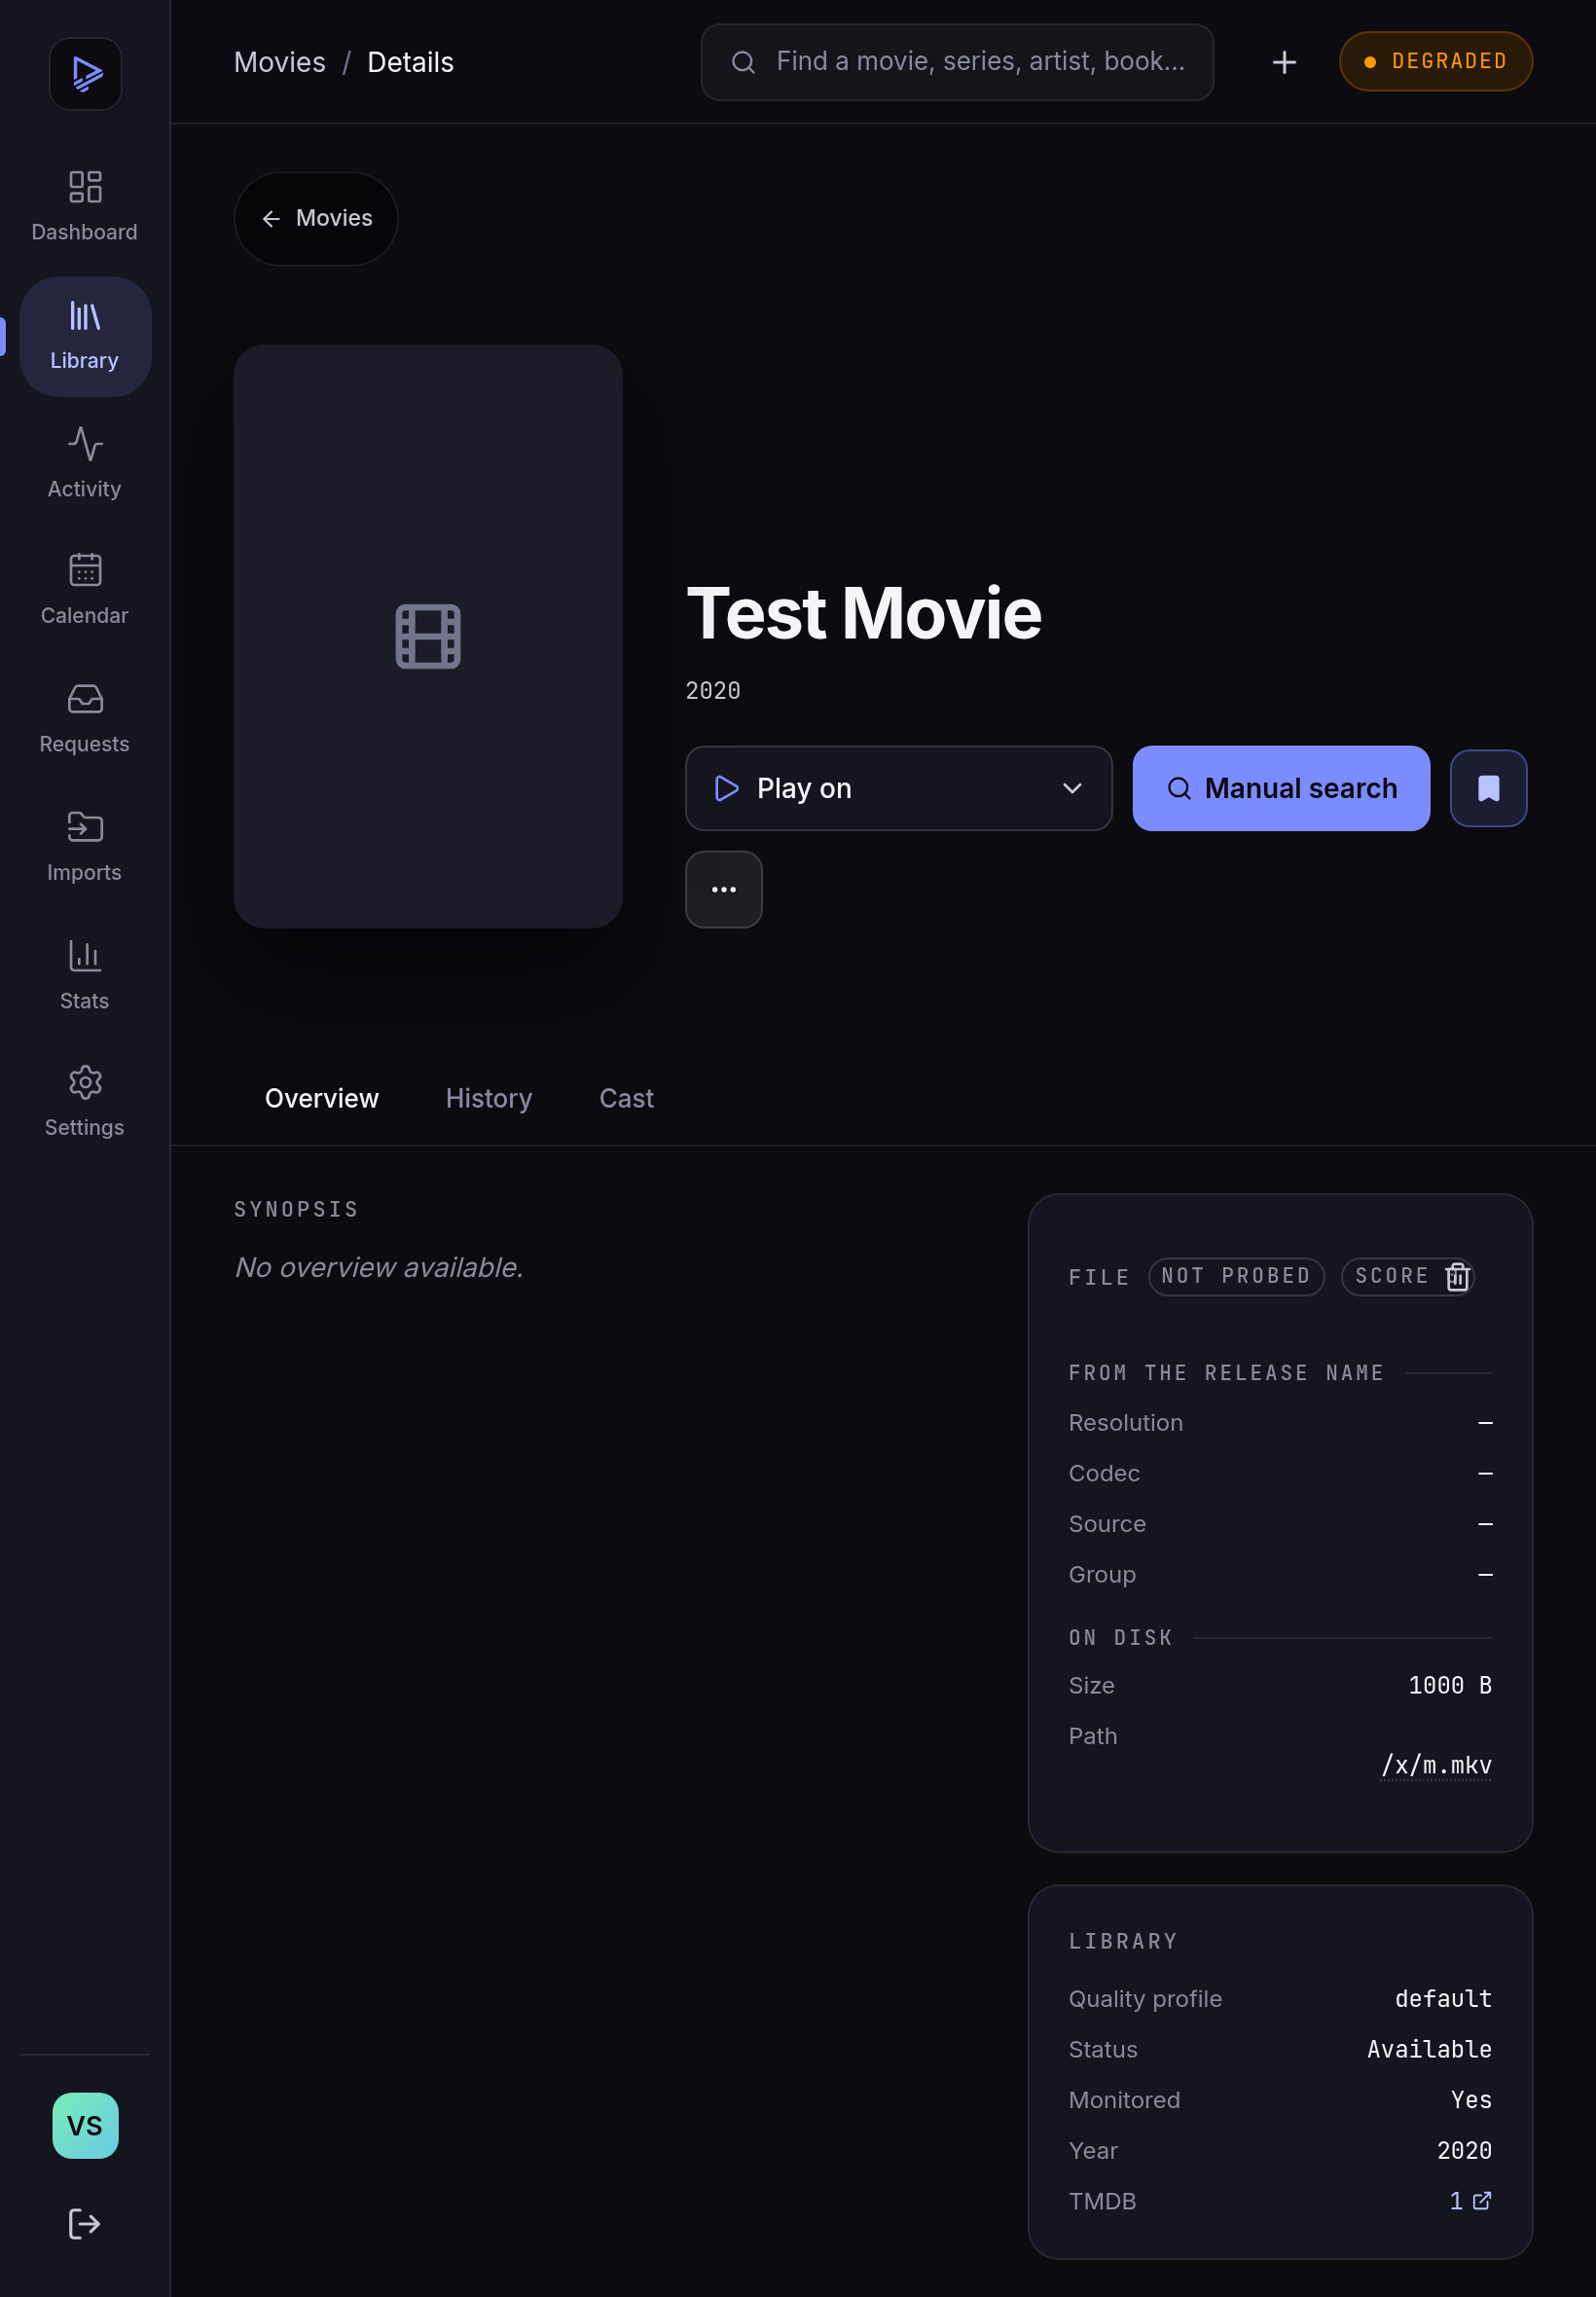 Movies / Details
Find a movie, series, artist, book...
DEGRADED
Dashboard
Library
Activity
Calendar
Requests
Imports
Stats
Settings
VS
← Movies
Test Movie
2020
Play on
Manual search
Overview
History
Cast
SYNOPSIS
No overview available.
FILE
NOT PROBED
SCORE
FROM THE RELEASE NAME
Resolution —
Codec —
Source —
Group —
ON DISK
Size 1000 B
Path
/x/m.mkv
LIBRARY
Quality profile default
Status Available
Monitored Yes
Year 2020
TMDB 1